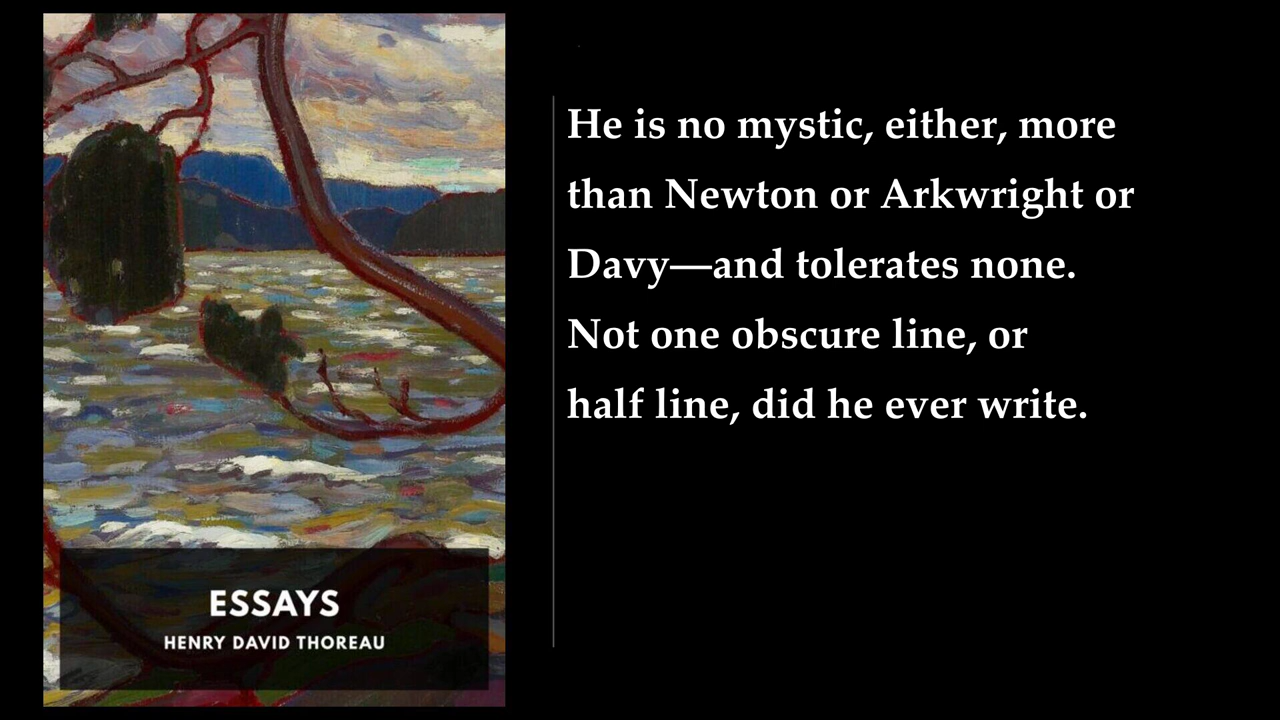 He is no mystic, either, more
than Newton or Arkwright or
Davy—and tolerates none.
Not one obscure line, or
half line, did he ever write.
ESSAYS
HENRY DAVID THOREAU